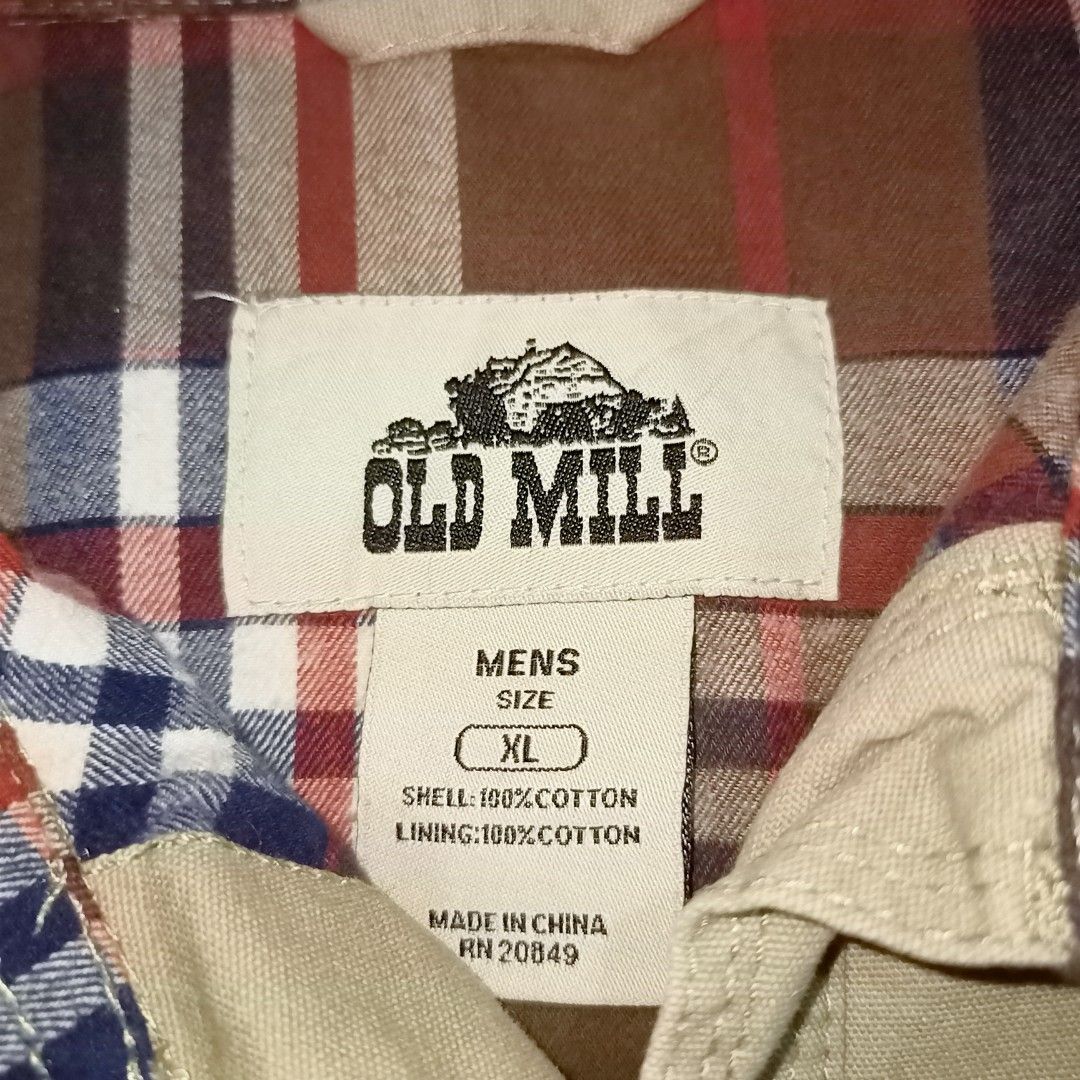 OLD MILL®
MENS
SIZE
XL
SHELL:100%COTTON
LINING:100%COTTON
MADE IN CHINA
RN 20849